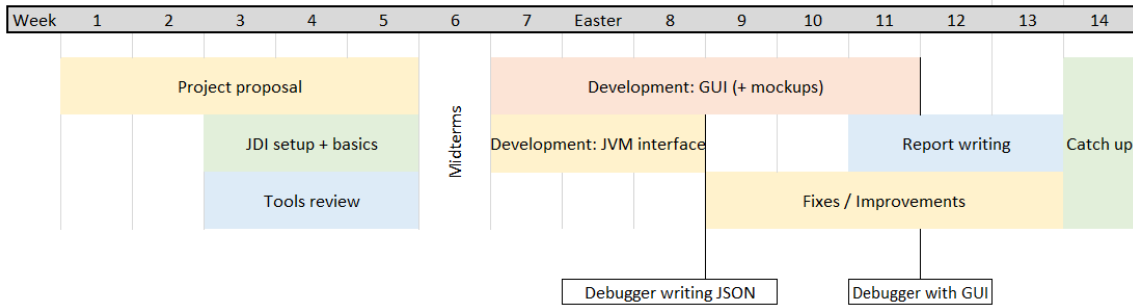 Week 1 2 3 4 5 6 7 Easter 8 9 10 11 12 13 14
Project proposal
Development: GUI (+ mockups)
Midterms
JDI setup + basics
Development: JVM interface
Report writing
Catch up
Tools review
Fixes / Improvements
Debugger writing JSON
Debugger with GUI